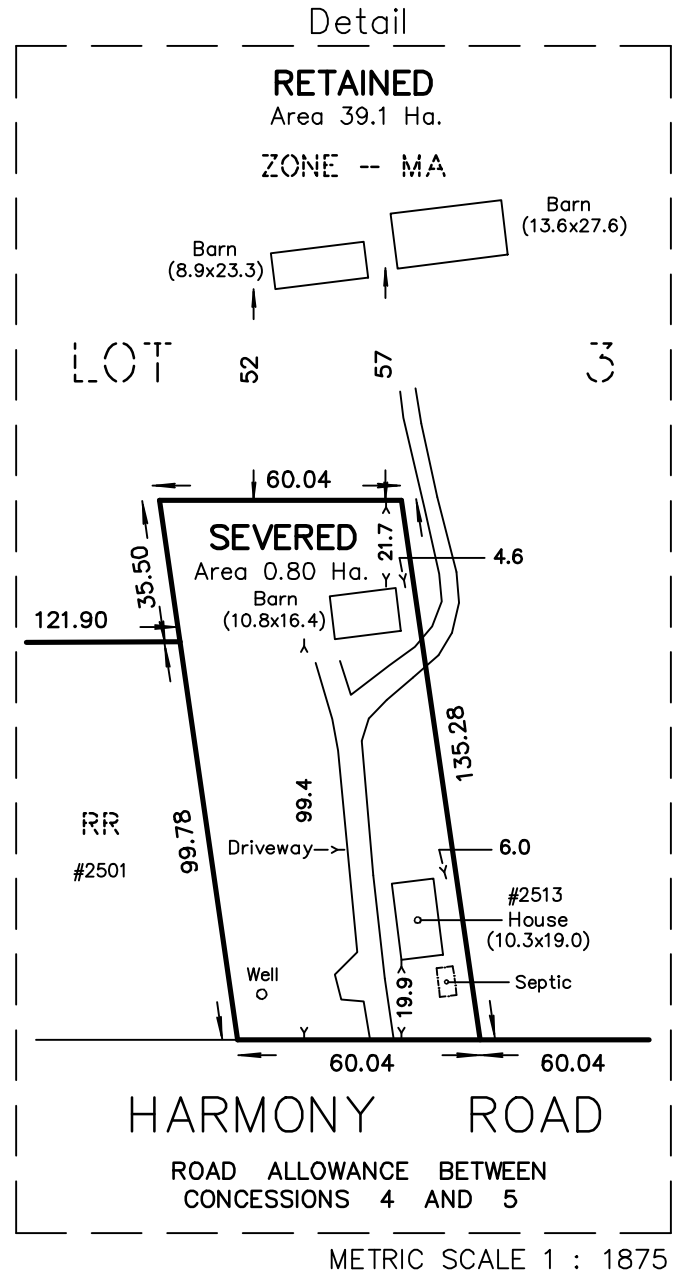 Detail
RETAINED
Area 39.1 Ha.
ZONE -- MA
Barn
(13.6x27.6)
Barn
(8.9x23.3)
LOT 3
52
57
60.04
SEVERED
Area 0.80 Ha.
21.7
4.6
35.50
Barn
(10.8x16.4)
121.90
135.28
99.4
99.78
RR
#2501
Driveway
6.0
#2513
House
(10.3x19.0)
Well
19.9
Septic
60.04
60.04
HARMONY ROAD
ROAD ALLOWANCE BETWEEN
CONCESSIONS 4 AND 5
METRIC SCALE 1 : 1875